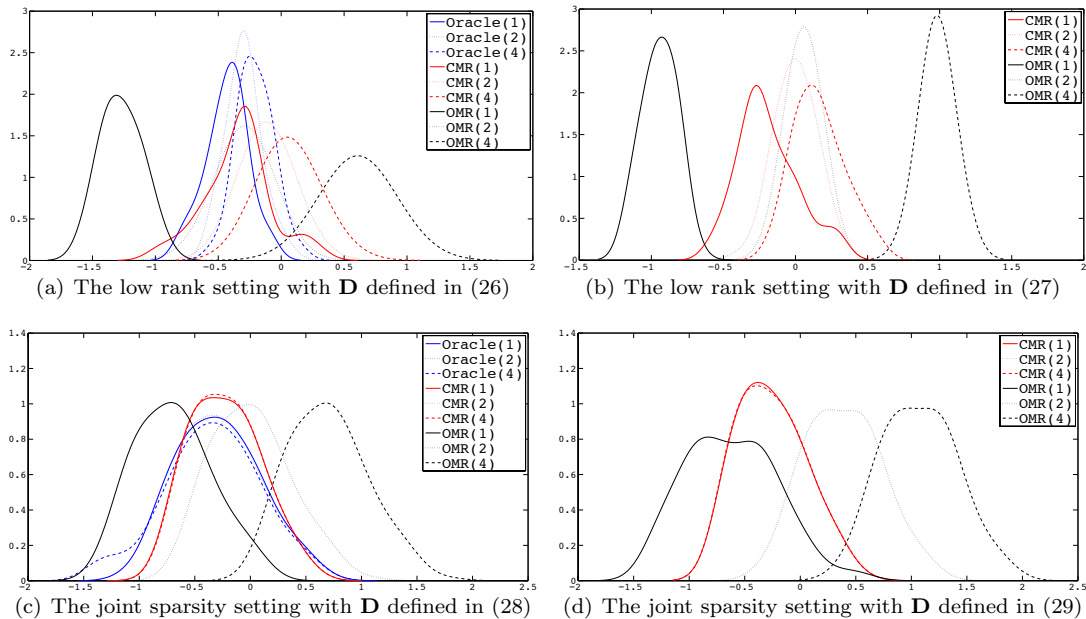 3
2.5
2
1.5
1
0.5
0
-2
-1.5
-1
-0.5
0
0.5
1
1.5
2
Oracle(1)
Oracle(2)
Oracle(4)
CMR(1)
CMR(2)
CMR(4)
OMR(1)
OMR(2)
OMR(4)
(a) The low rank setting with D defined in (26)
3
2.5
2
1.5
1
0.5
0
-1.5
-1
-0.5
0
0.5
1
1.5
2
CMR(1)
CMR(2)
CMR(4)
OMR(1)
OMR(2)
OMR(4)
(b) The low rank setting with D defined in (27)
1.4
1.2
1
0.8
0.6
0.4
0.2
0
-2
-1.5
-1
-0.5
0
0.5
1
1.5
2
2.5
Oracle(1)
Oracle(2)
Oracle(4)
CMR(1)
CMR(2)
CMR(4)
OMR(1)
OMR(2)
OMR(4)
(c) The joint sparsity setting with D defined in (28)
1.4
1.2
1
0.8
0.6
0.4
0.2
0
-2
-1.5
-1
-0.5
0
0.5
1
1.5
2
2.5
CMR(1)
CMR(2)
CMR(4)
OMR(1)
OMR(2)
OMR(4)
(d) The joint sparsity setting with D defined in (29)